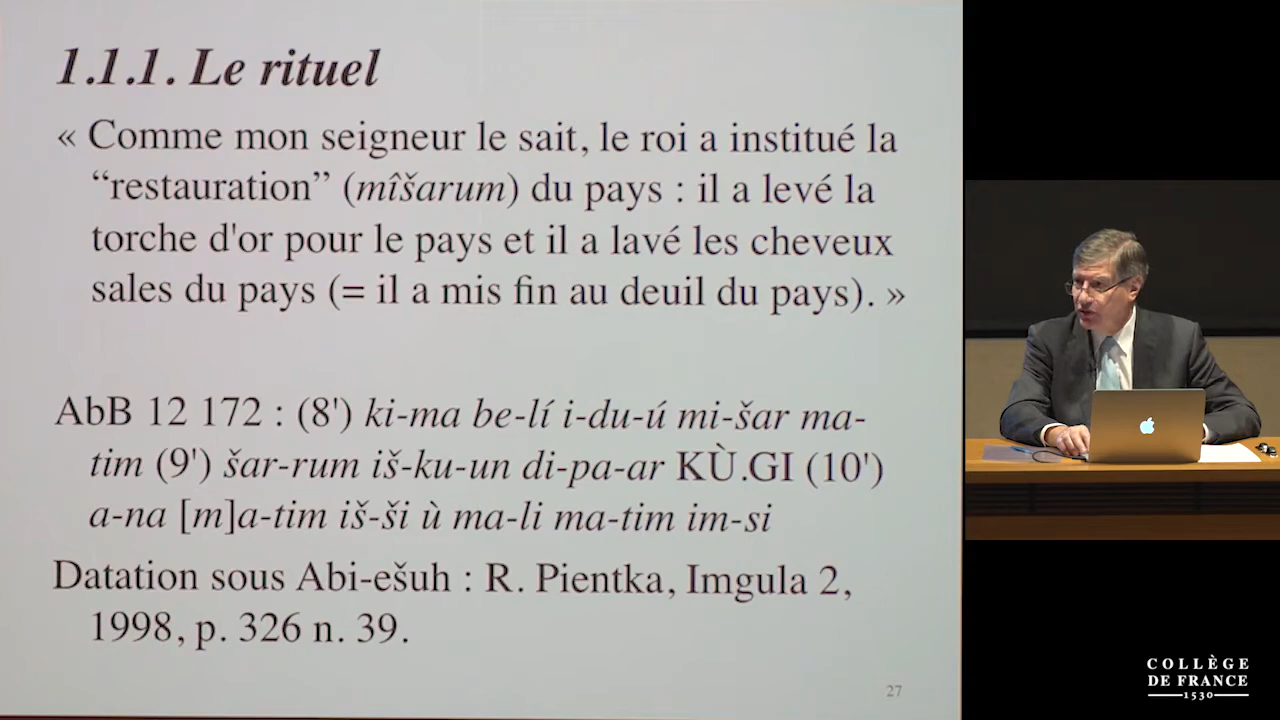 1.1.1. Le rituel
« Comme mon seigneur le sait, le roi a institué la
“restauration” (mîšarum) du pays : il a levé la
torche d'or pour le pays et il a lavé les cheveux
sales du pays (= il a mis fin au deuil du pays). »
AbB 12 172 : (8') ki-ma be-lí i-du-ú mi-šar ma-
tim (9') šar-rum iš-ku-un di-pa-ar KÙ.GI (10')
a-na [m]a-tim iš-ši ù ma-li ma-tim im-si
Datation sous Abi-ešuh : R. Pientka, Imgula 2,
1998, p. 326 n. 39.
27
COLLÈGE
DE FRANCE
1530